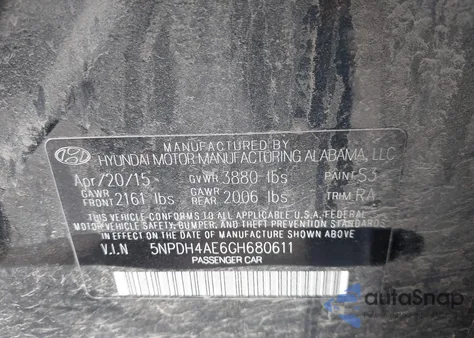 MANUFACTURED BY
HYUNDAI MOTOR MANUFACTURING ALABAMA, LLC
Apr/20/15 GVWR 3880 lbs PAINT S3
GAWR FRONT 2161 lbs GAWR REAR 2006 lbs TRIM RA
THIS VEHICLE CONFORMS TO ALL APPLICABLE U.S.A. FEDERAL
MOTOR VEHICLE SAFETY, BUMPER, AND THEFT PREVENTION STANDARDS
IN EFFECT ON THE DATE OF MANUFACTURE SHOWN ABOVE
V.I.N 5NPDH4AE6GH680611
PASSENGER CAR
autoSnap